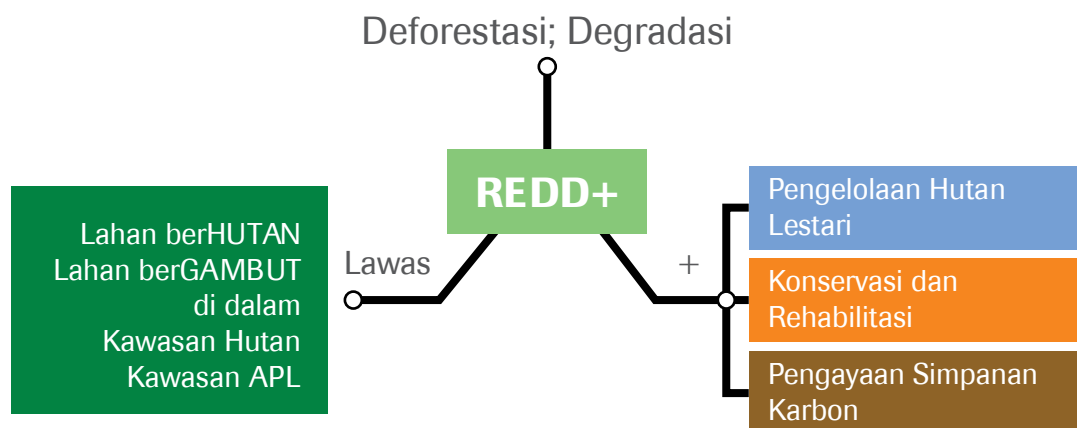 Deforestasi; Degradasi
REDD+
Lahan berHUTAN
Lahan berGAMBUT
di dalam
Kawasan Hutan
Kawasan APL
Lawas
+
Pengelolaan Hutan
Lestari
Konservasi dan
Rehabilitasi
Pengayaan Simpanan
Karbon